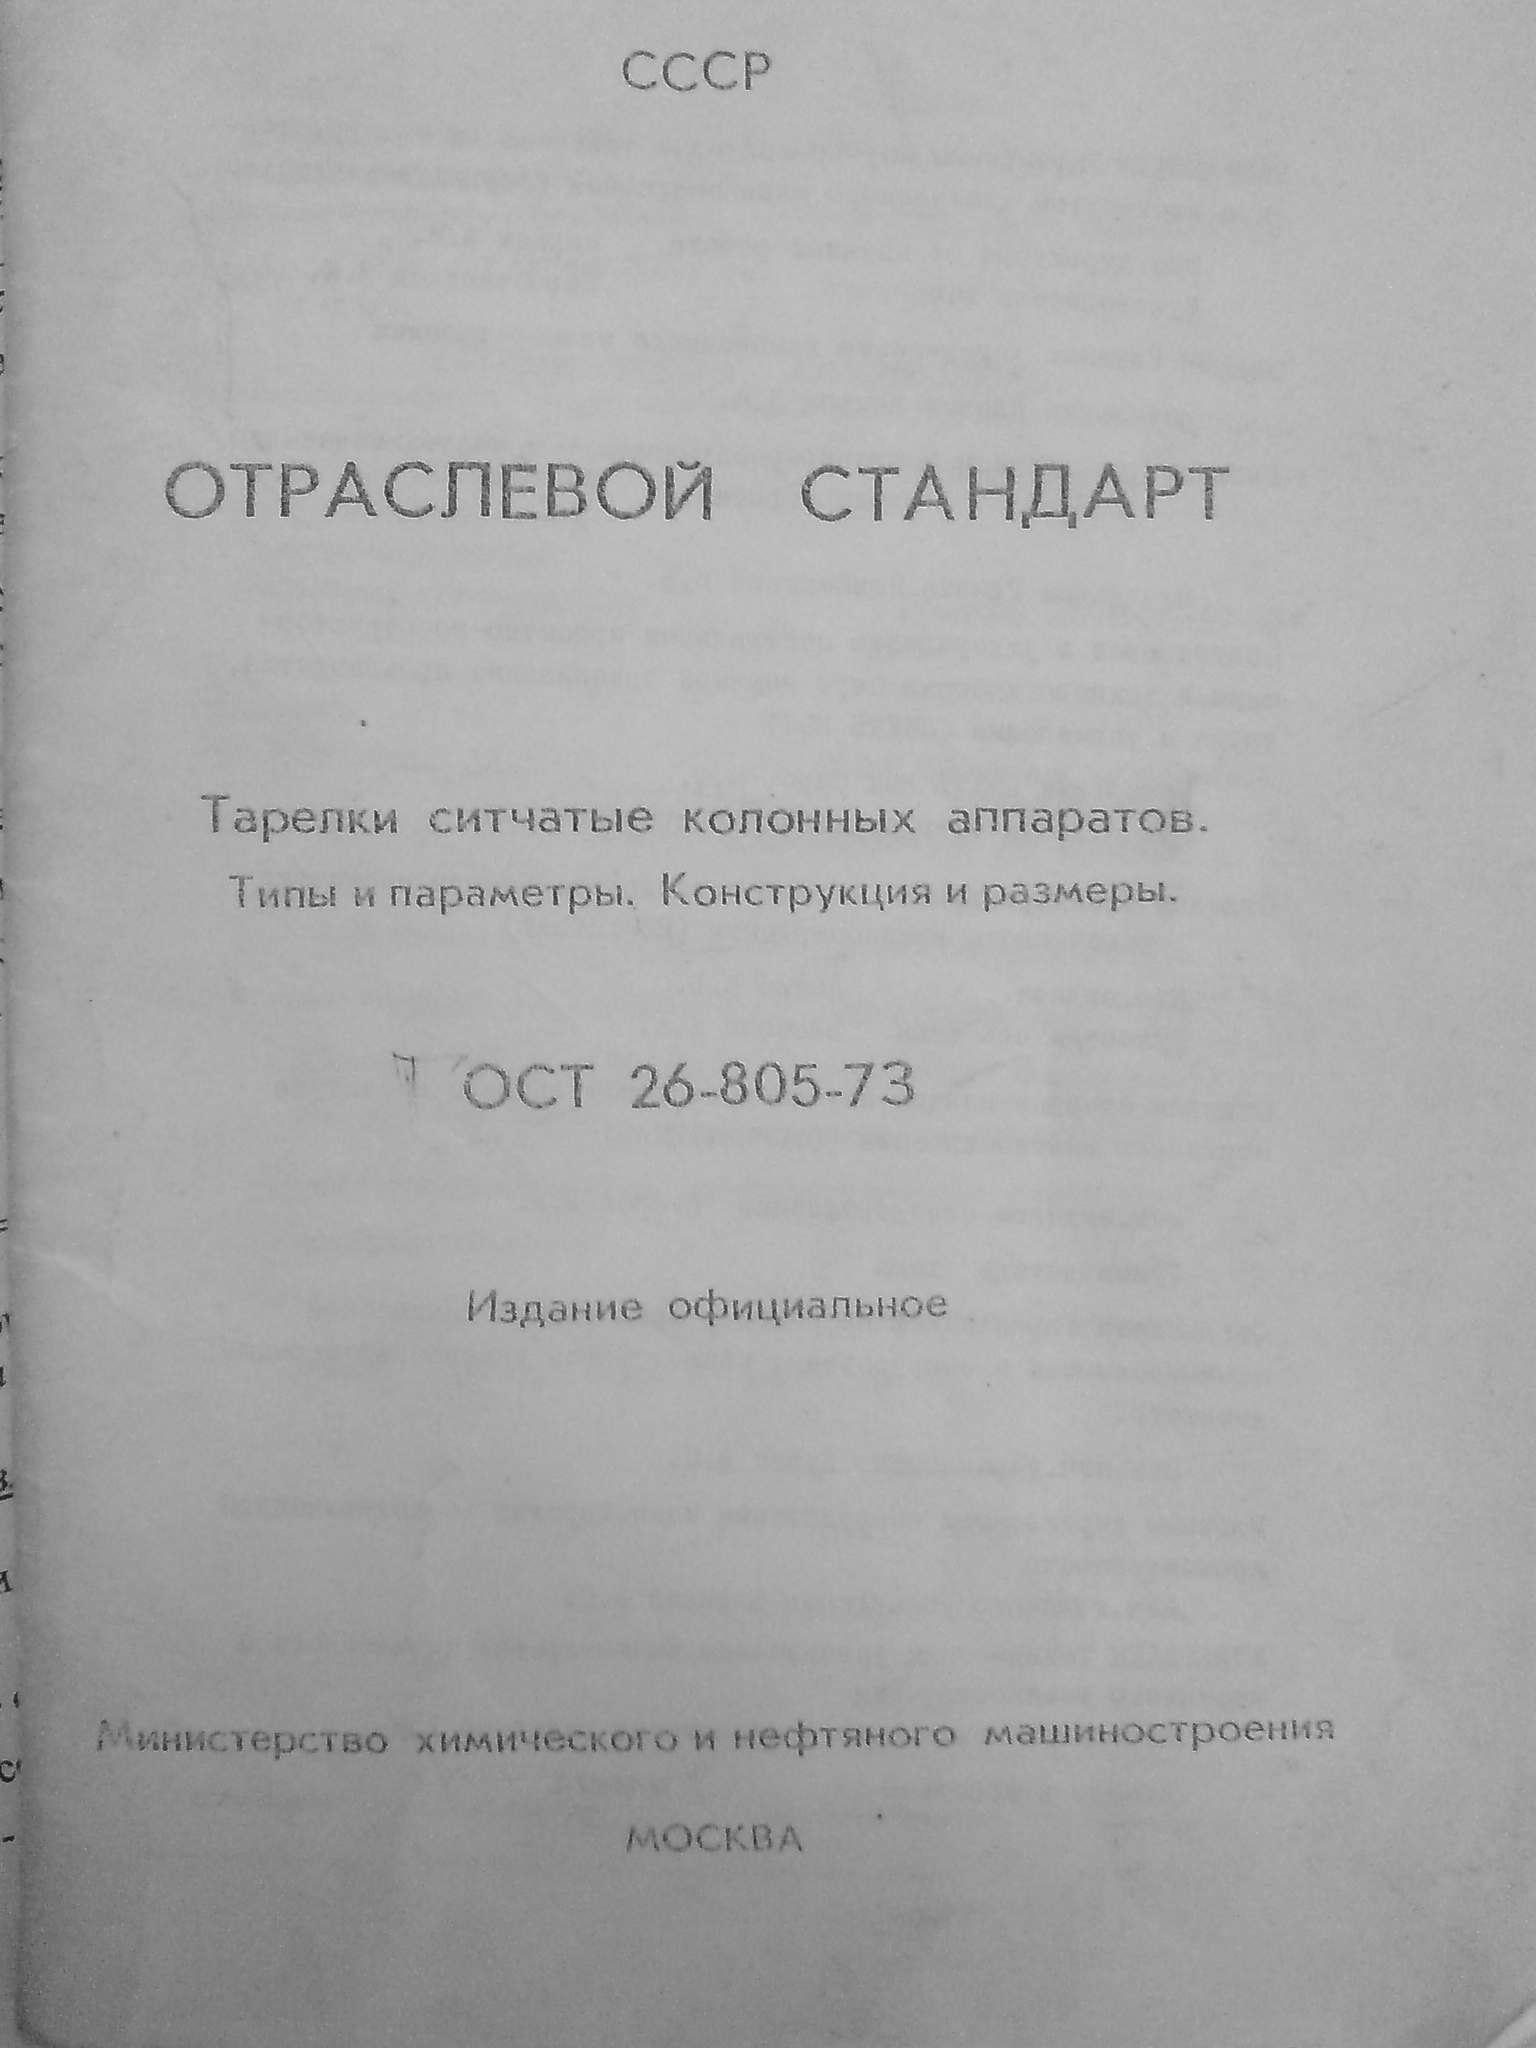 СССР
ОТРАСЛЕВОЙ СТАНДАРТ
Тарелки ситчатые колонных аппаратов.
Типы и параметры. Конструкция и размеры.
ОСТ 26-805-73
Издание официальное
Министерство химического и нефтяного машиностроения
МОСКВА